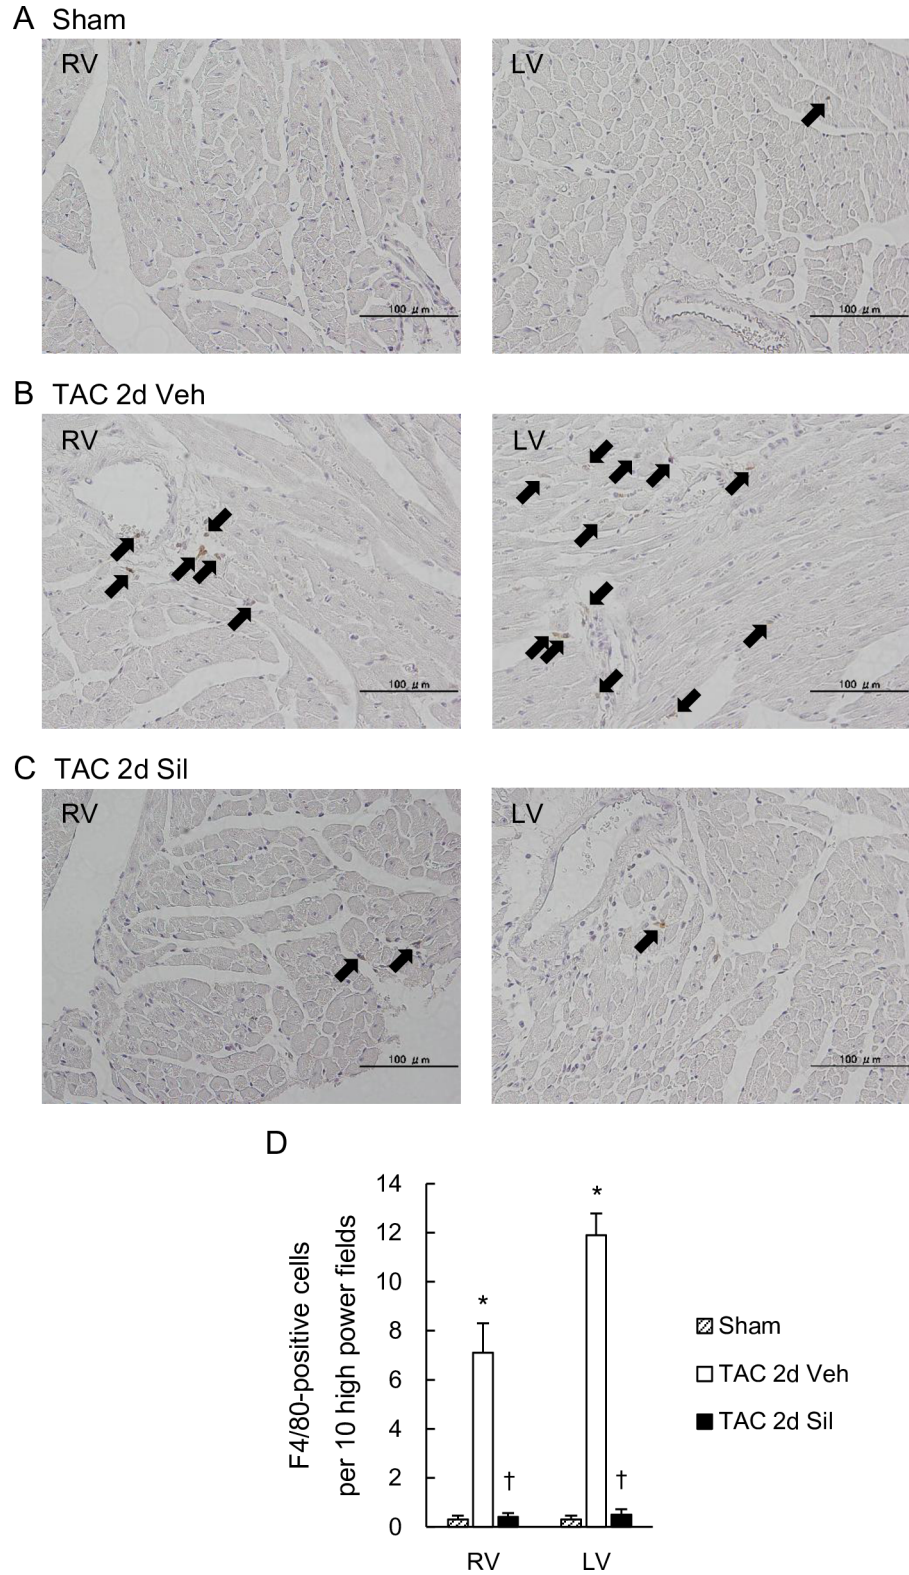 A Sham
RV
LV
100 μm
100 μm
B TAC 2d Veh
RV
LV
100 μm
100 μm
C TAC 2d Sil
RV
LV
100 μm
100 μm
D
F4/80-positive cells
per 10 high power fields
14
12
10
8
6
4
2
0
*
*
†
†
RV
LV
Sham
TAC 2d Veh
TAC 2d Sil